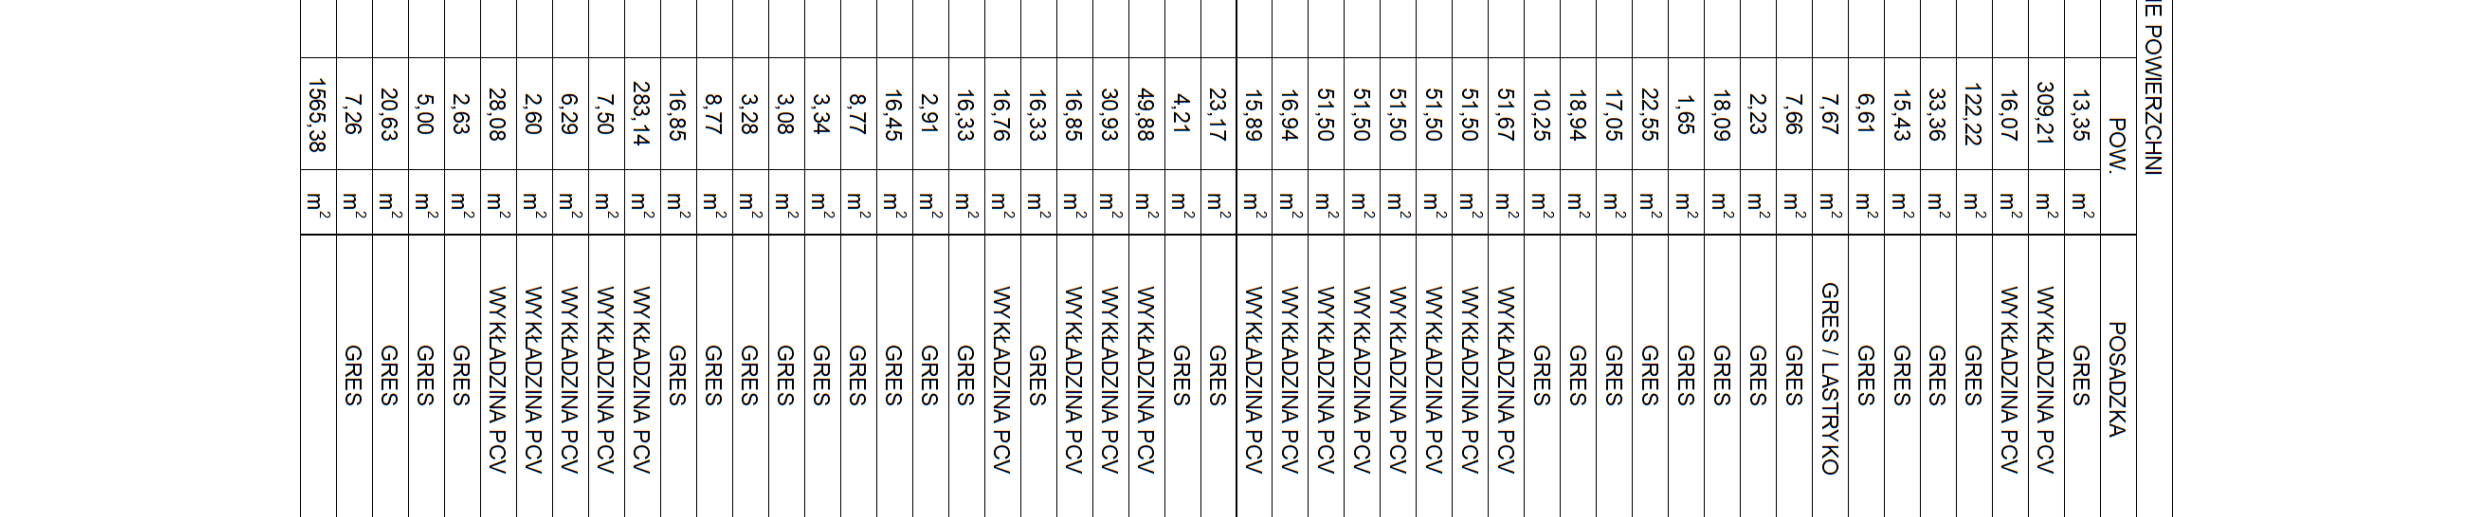 IE POWIERZCHNI
POW. POSADZKA
13,35 m² GRES
309,21 m² WYKŁADZINA PCV
16,07 m² WYKŁADZINA PCV
122,22 m² GRES
33,36 m² GRES
15,43 m² GRES
6,61 m² GRES
7,67 m² GRES / LASTRYKO
7,66 m² GRES
2,23 m² GRES
18,09 m² GRES
1,65 m² GRES
22,55 m² GRES
17,05 m² GRES
18,94 m² GRES
10,25 m² GRES
51,67 m² WYKŁADZINA PCV
51,50 m² WYKŁADZINA PCV
51,50 m² WYKŁADZINA PCV
51,50 m² WYKŁADZINA PCV
51,50 m² WYKŁADZINA PCV
51,50 m² WYKŁADZINA PCV
16,94 m² WYKŁADZINA PCV
15,89 m² WYKŁADZINA PCV
23,17 m² GRES
4,21 m² GRES
49,88 m² WYKŁADZINA PCV
30,93 m² WYKŁADZINA PCV
16,85 m² WYKŁADZINA PCV
16,33 m² GRES
16,76 m² WYKŁADZINA PCV
16,33 m² GRES
2,91 m² GRES
16,45 m² GRES
8,77 m² GRES
3,34 m² GRES
3,08 m² GRES
3,28 m² GRES
8,77 m² GRES
16,85 m² GRES
283,14 m² WYKŁADZINA PCV
7,50 m² WYKŁADZINA PCV
6,29 m² WYKŁADZINA PCV
2,60 m² WYKŁADZINA PCV
28,08 m² WYKŁADZINA PCV
2,63 m² GRES
5,00 m² GRES
20,63 m² GRES
7,26 m² GRES
1565,38 m²